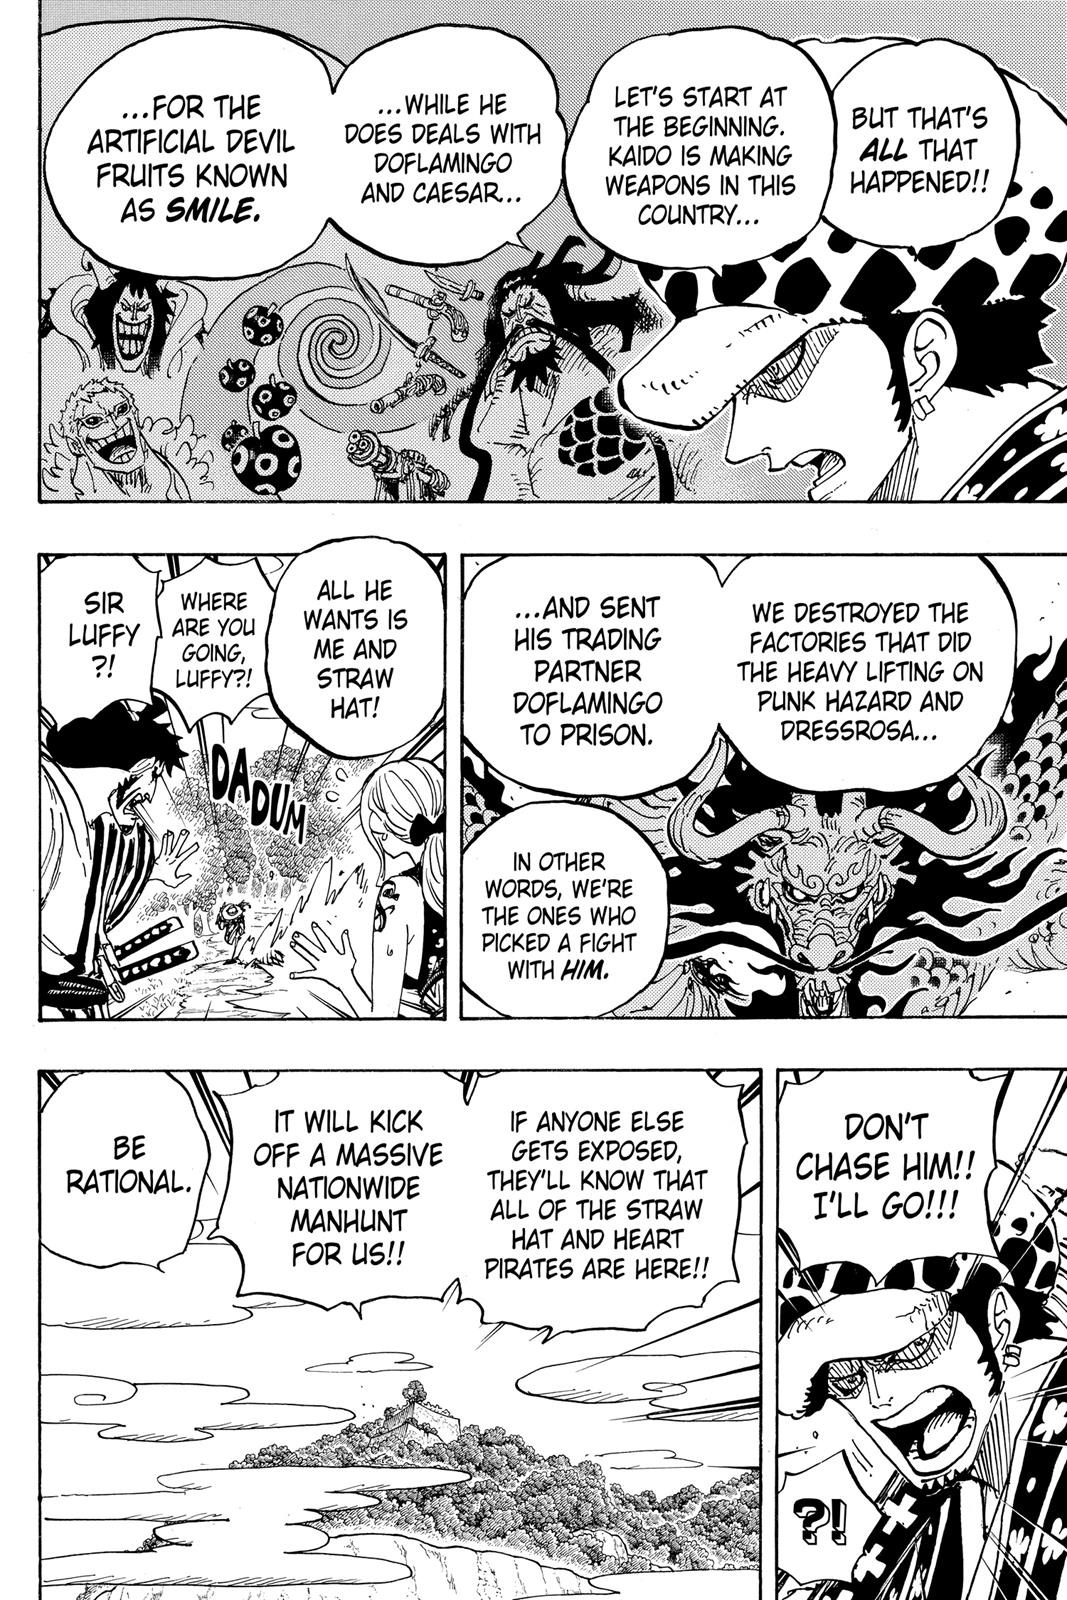 BUT THAT'S
ALL THAT
HAPPENED!!
LET'S START AT
THE BEGINNING.
KAIDO IS MAKING
WEAPONS IN THIS
COUNTRY...
...WHILE HE
DOES DEALS WITH
DOFLAMINGO
AND CAESAR...
...FOR THE
ARTIFICIAL DEVIL
FRUITS KNOWN
AS SMILE.
WE DESTROYED THE
FACTORIES THAT DID
THE HEAVY LIFTING ON
PUNK HAZARD AND
DRESSROSA...
...AND SENT
HIS TRADING
PARTNER
DOFLAMINGO
TO PRISON.
IN OTHER
WORDS, WE'RE
THE ONES WHO
PICKED A FIGHT
WITH HIM.
ALL HE
WANTS IS
ME AND
STRAW
HAT!
WHERE
ARE YOU
GOING,
LUFFY?!
SIR
LUFFY
?!
DADUM
DON'T
CHASE HIM!!
I'LL GO!!!
?!
IF ANYONE ELSE
GETS EXPOSED,
THEY'LL KNOW THAT
ALL OF THE STRAW
HAT AND HEART
PIRATES ARE HERE!!
IT WILL KICK
OFF A MASSIVE
NATIONWIDE
MANHUNT
FOR US!!
BE
RATIONAL.